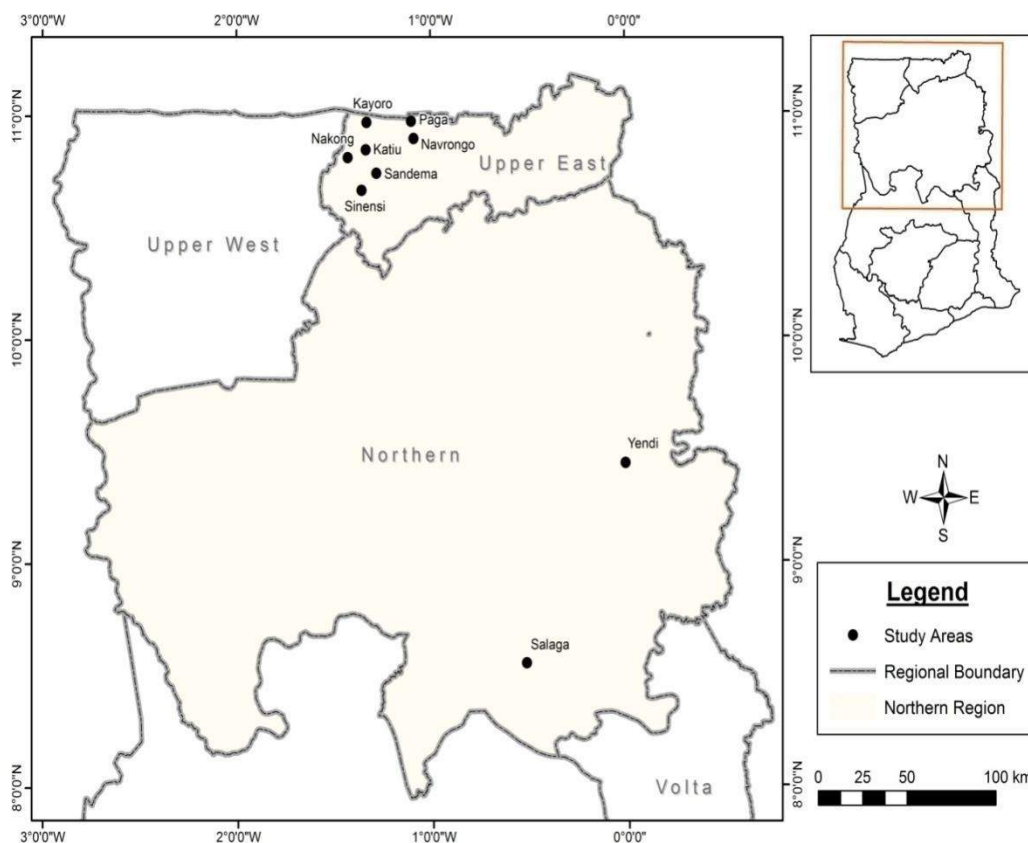 3°0'0"W 2°0'0"W 1°0'0"W 0°0'0"
11°0'0"N
11°0'0"N
Kayoro
Paga
Nakong
Katiu
Navrongo
Upper East
Sandema
Sinensi
Upper West
10°0'0"N
10°0'0"N
Northern
Yendi
N
W E
S
9°0'0"N
9°0'0"N
Salaga
Volta
8°0'0"N
8°0'0"N
3°0'0"W 2°0'0"W 1°0'0"W 0°0'0"
Legend
Study Areas
Regional Boundary
Northern Region
0 25 50 100 km